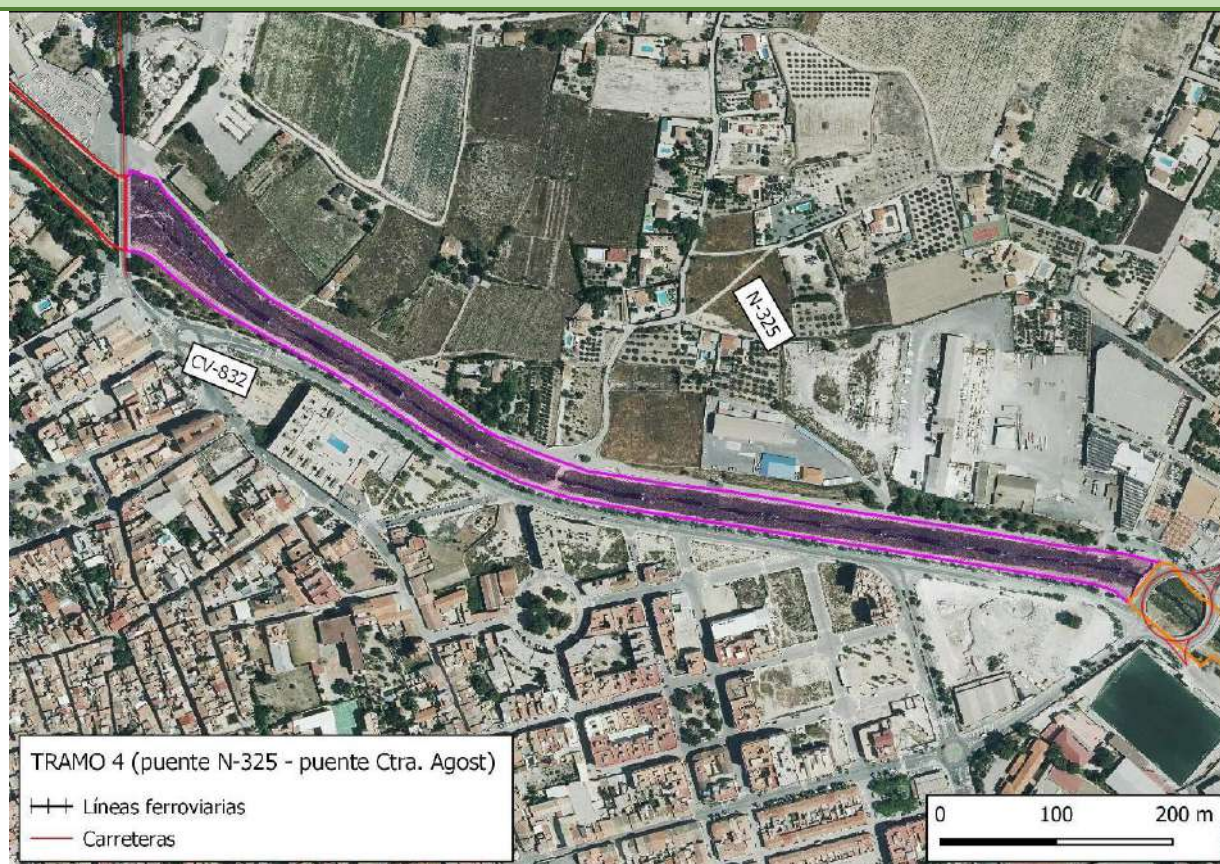 N-325
CV-832
TRAMO 4 (puente N-325 - puente Ctra. Agost)
Líneas ferroviarias
Carreteras
0 100 200 m